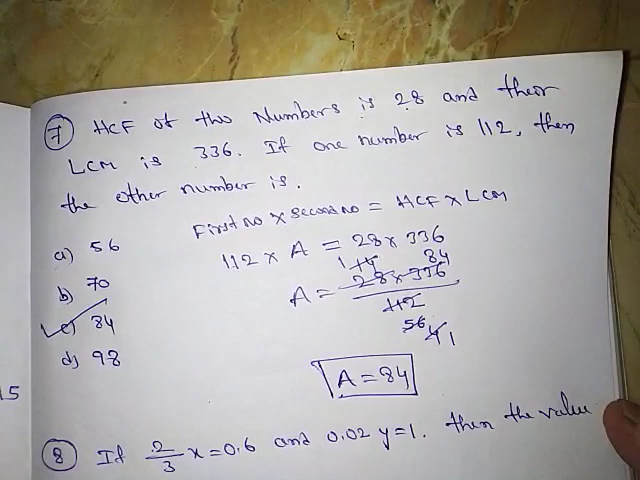 7 HCF of two Numbers is 28 and their
LCM is 336. If one number is 112, then
the other number is.
First no x second no = HCF x LCM
a) 56
112 x A = 28 x 336
b) 70
A = 28 x 336
112
c) 84
d) 98
A = 84
15
8 If 2/3 x = 0.6 and 0.02 y = 1. then the value